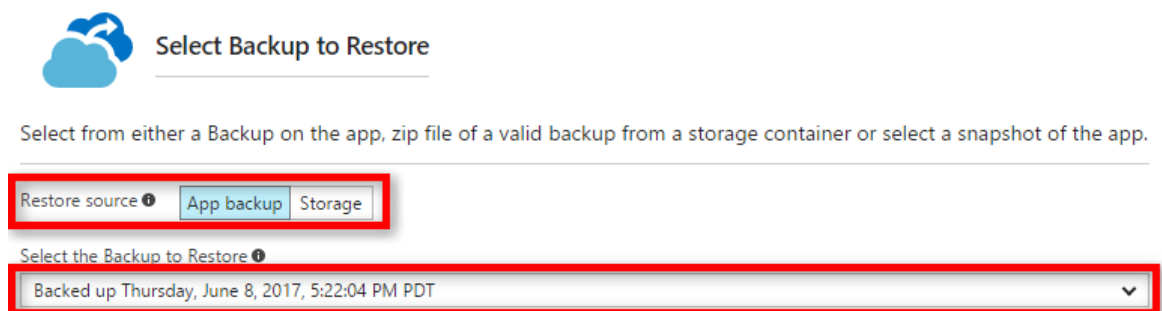 Select Backup to Restore
Select from either a Backup on the app, zip file of a valid backup from a storage container or select a snapshot of the app.
Restore source App backup Storage
Select the Backup to Restore
Backed up Thursday, June 8, 2017, 5:22:04 PM PDT